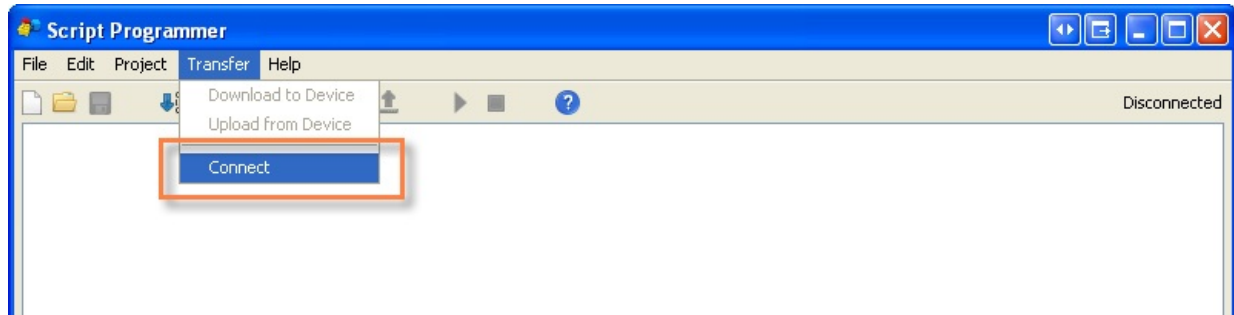 Script Programmer
File Edit Project Transfer Help
Download to Device
Disconnected
Upload from Device
Connect